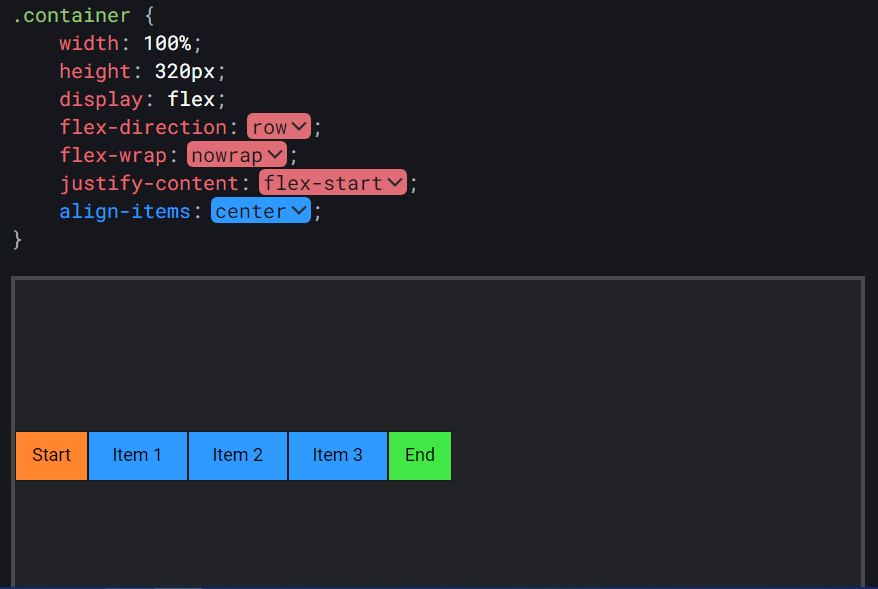 .container {
width: 100%;
height: 320px;
display: flex;
flex-direction: row;
flex-wrap: nowrap;
justify-content: flex-start;
align-items: center;
}
Start Item 1 Item 2 Item 3 End